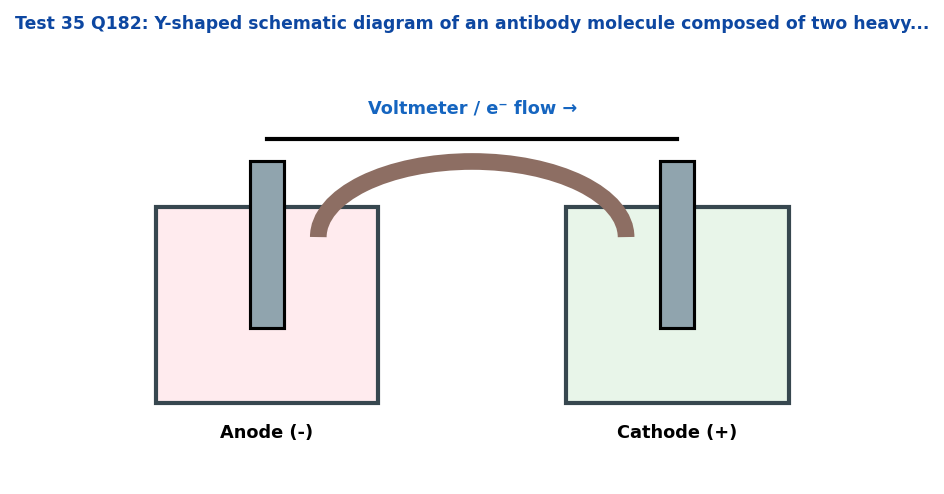 Test 35 Q182: Y-shaped schematic diagram of an antibody molecule composed of two heavy...
Voltmeter / e⁻ flow →
Anode (-)
Cathode (+)